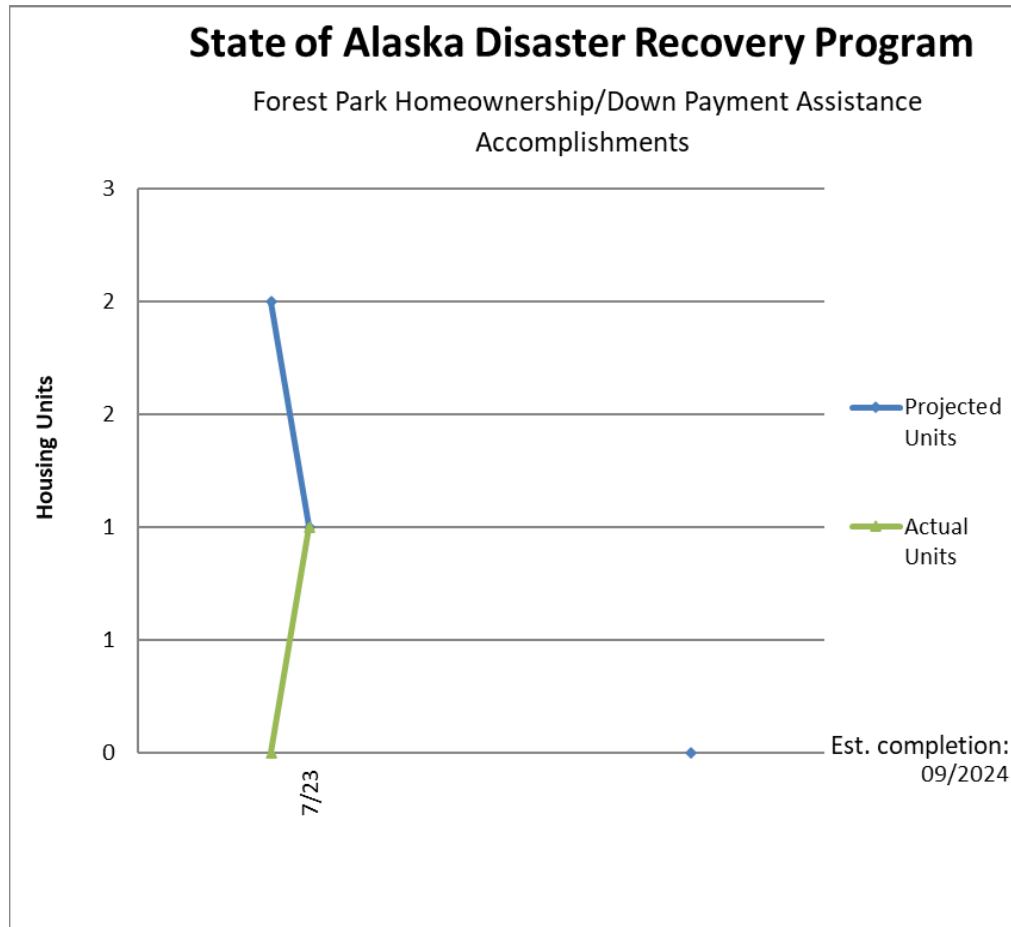 State of Alaska Disaster Recovery Program
Forest Park Homeownership/Down Payment Assistance
Accomplishments
3
2
2
1
1
0
Housing Units
7/23
Projected
Units
Actual
Units
Est. completion:
09/2024